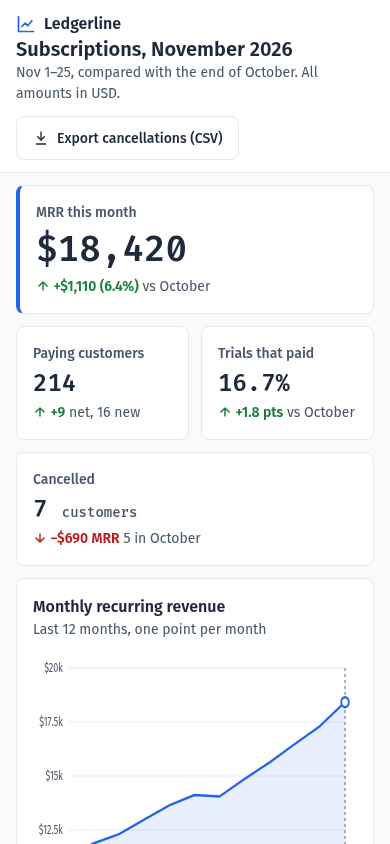 Ledgerline
Subscriptions, November 2026
Nov 1–25, compared with the end of October. All
amounts in USD.
Export cancellations (CSV)
MRR this month
$18,420
↑ +$1,110 (6.4%) vs October
Paying customers
214
↑ +9 net, 16 new
Trials that paid
16.7%
↑ +1.8 pts vs October
Cancelled
7 customers
↓ −$690 MRR 5 in October
Monthly recurring revenue
Last 12 months, one point per month
$20k
$17.5k
$15k
$12.5k